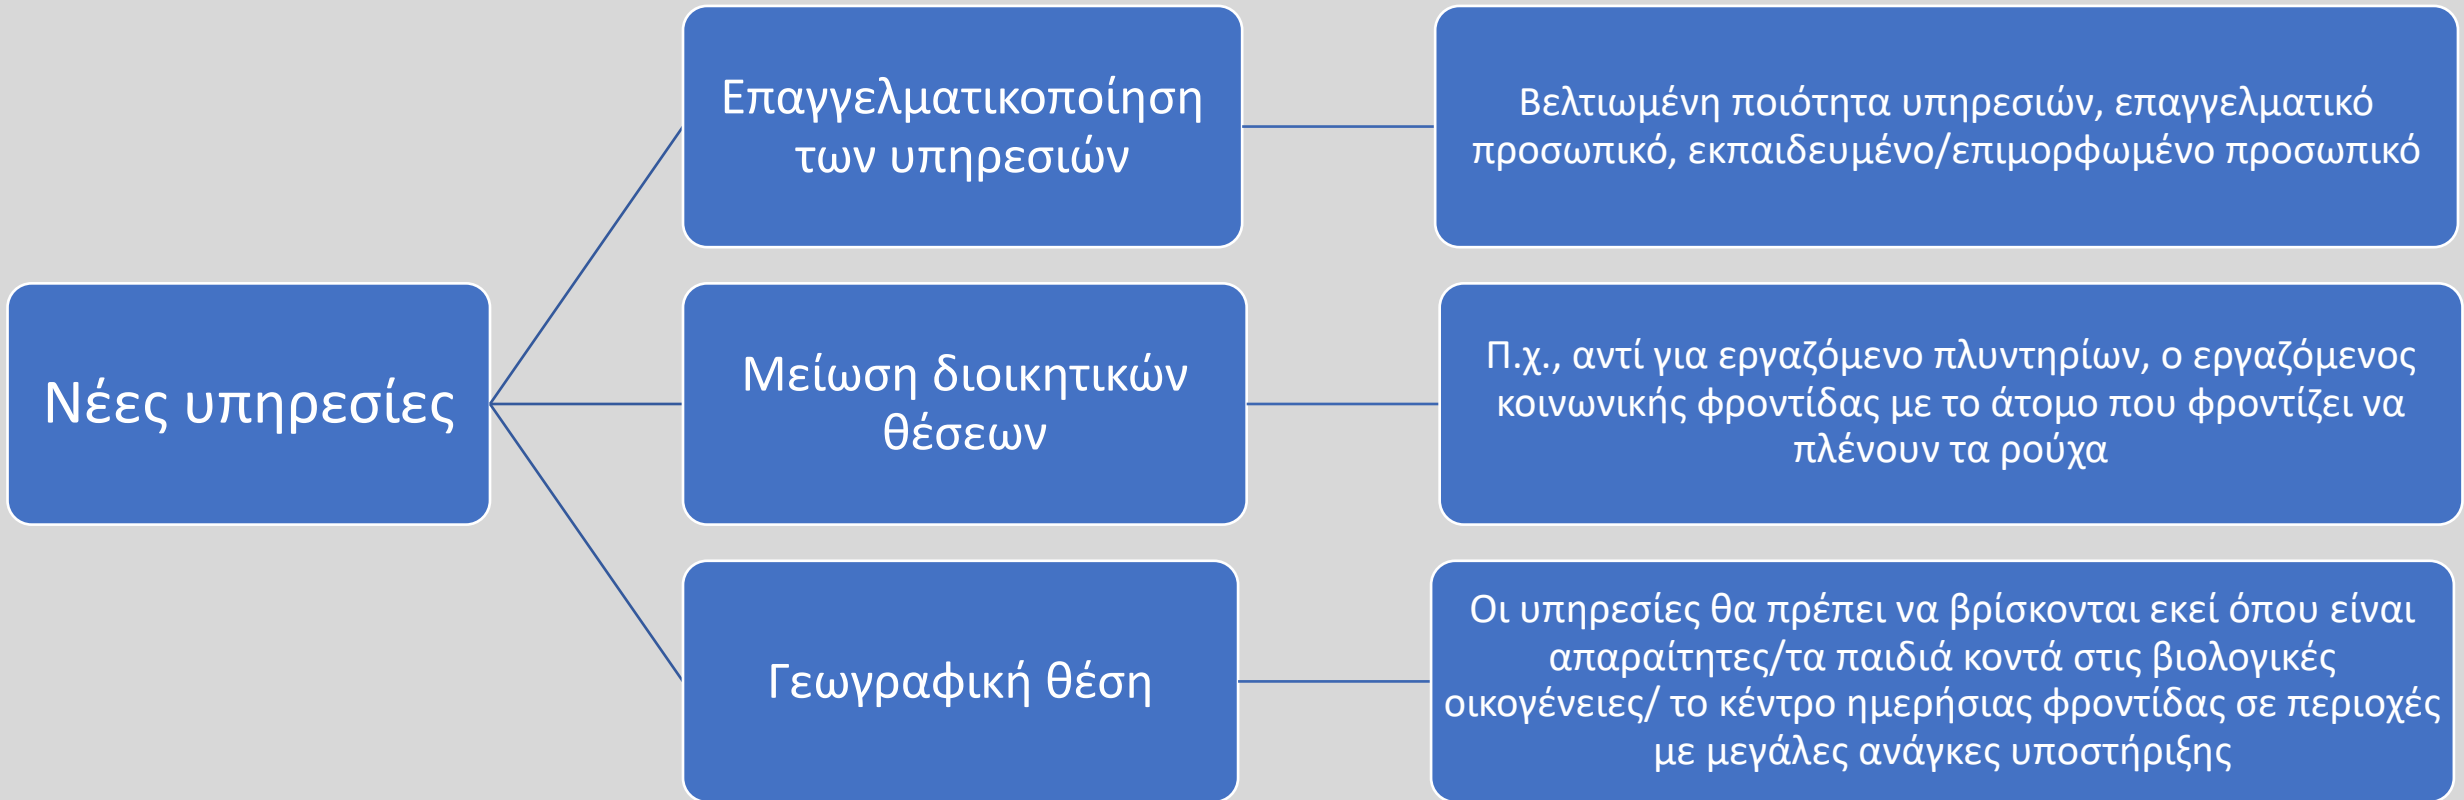 Νέες υπηρεσίες
Επαγγελματικοποίηση
των υπηρεσιών
Βελτιωμένη ποιότητα υπηρεσιών, επαγγελματικό
προσωπικό, εκπαιδευμένο/επιμορφωμένο προσωπικό
Μείωση διοικητικών
θέσεων
Π.χ., αντί για εργαζόμενο πλυντηρίων, ο εργαζόμενος
κοινωνικής φροντίδας με το άτομο που φροντίζει να
πλένουν τα ρούχα
Γεωγραφική θέση
Οι υπηρεσίες θα πρέπει να βρίσκονται εκεί όπου είναι
απαραίτητες/τα παιδιά κοντά στις βιολογικές
οικογένειες/ το κέντρο ημερήσιας φροντίδας σε περιοχές
με μεγάλες ανάγκες υποστήριξης